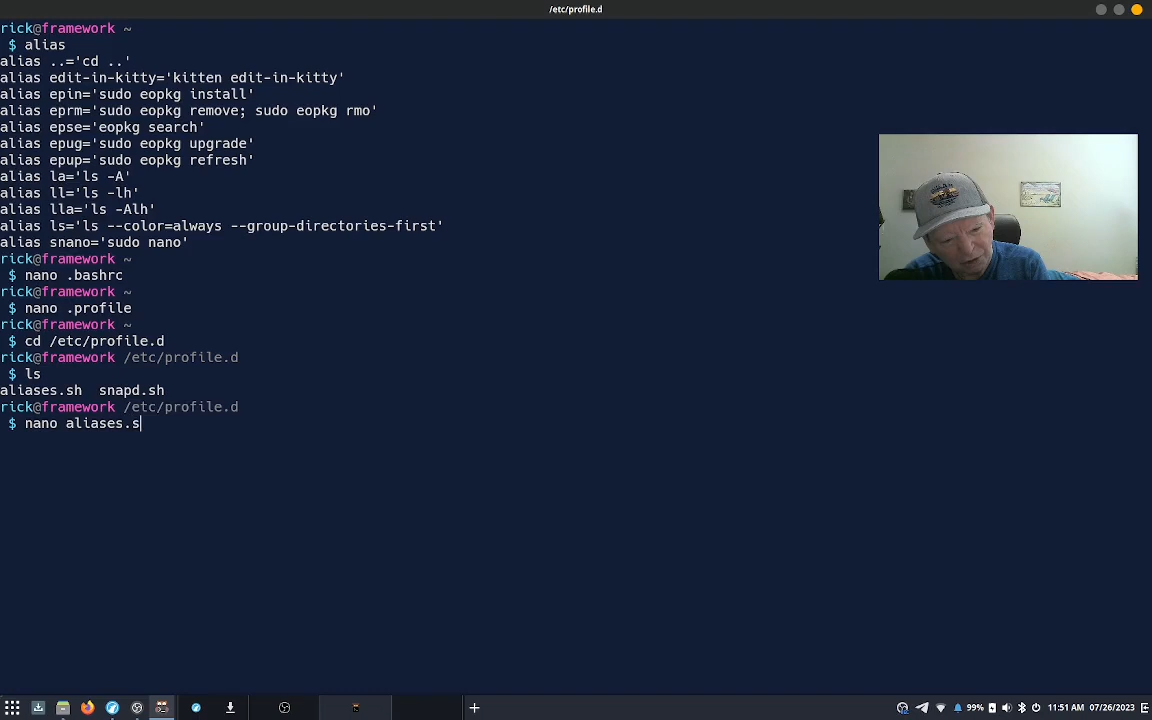 /etc/profile.d
rick@framework ~
$ alias
alias ..='cd ..'
alias edit-in-kitty='kitten edit-in-kitty'
alias epin='sudo eopkg install'
alias eprm='sudo eopkg remove; sudo eopkg rmo'
alias epse='eopkg search'
alias epug='sudo eopkg upgrade'
alias epup='sudo eopkg refresh'
alias la='ls -A'
alias ll='ls -lh'
alias lla='ls -Alh'
alias ls='ls --color=always --group-directories-first'
alias snano='sudo nano'
rick@framework ~
$ nano .bashrc
rick@framework ~
$ nano .profile
rick@framework ~
$ cd /etc/profile.d
rick@framework /etc/profile.d
$ ls
aliases.sh  snapd.sh
rick@framework /etc/profile.d
$ nano aliases.s
99% 11:51 AM 07/26/2023